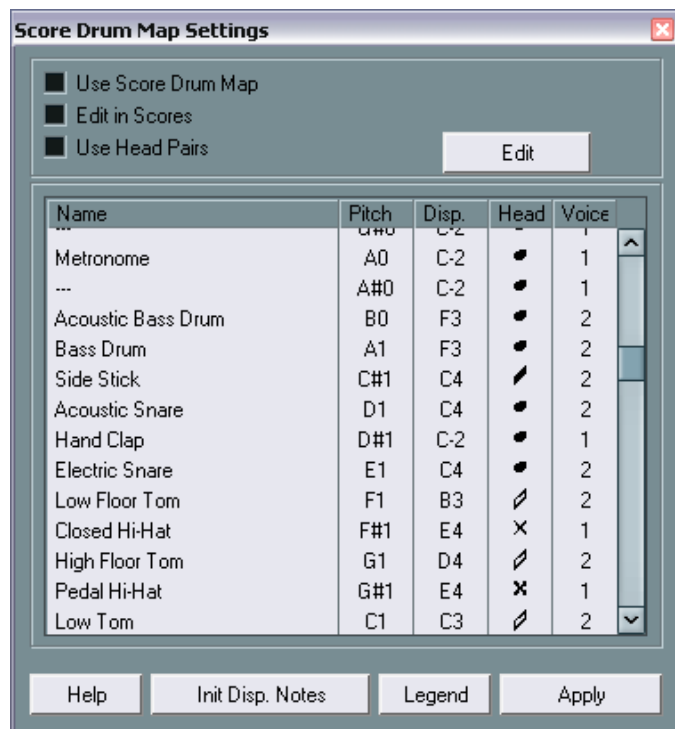 Score Drum Map Settings
Use Score Drum Map
Edit in Scores
Use Head Pairs
Edit
Name Pitch Disp. Head Voice
--- G#0 C-2 1
Metronome A0 C-2 1
--- A#0 C-2 1
Acoustic Bass Drum B0 F3 2
Bass Drum A1 F3 2
Side Stick C#1 C4 2
Acoustic Snare D1 C4 2
Hand Clap D#1 C-2 1
Electric Snare E1 C4 2
Low Floor Tom F1 B3 2
Closed Hi-Hat F#1 E4 1
High Floor Tom G1 D4 2
Pedal Hi-Hat G#1 E4 1
Low Tom C1 C3 2
Help Init Disp. Notes Legend Apply